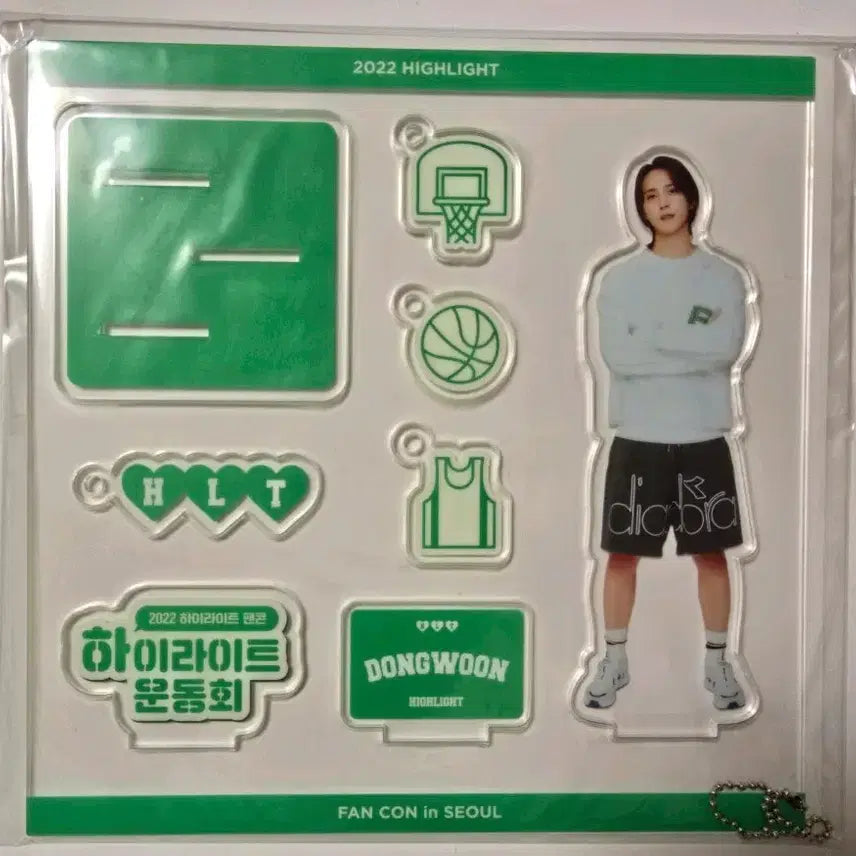 2022 HIGHLIGHT
H L T
diadora
2022 하이라이트 팬콘
하이라이트
운동회
DONGWOON
HIGHLIGHT
FAN CON in SEOUL